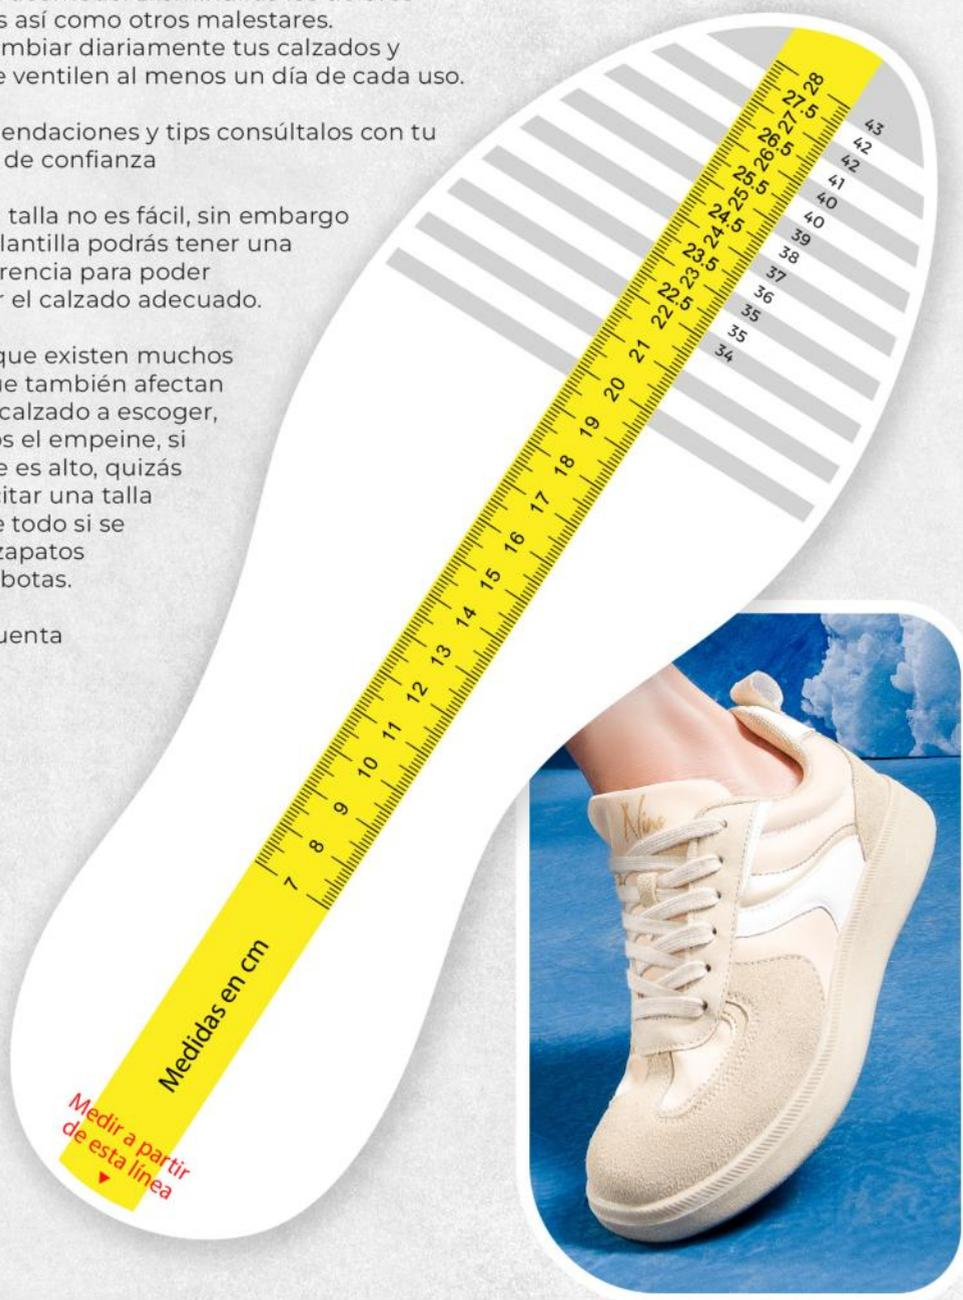 s así como otros malestares.
mbiar diariamente tus calzados y
e ventilen al menos un día de cada uso.
endaciones y tips consúltalos con tu
de confianza
talla no es fácil, sin embargo
lantilla podrás tener una
rencia para poder
r el calzado adecuado.
que existen muchos
ue también afectan
calzado a escoger,
os el empeine, si
e es alto, quizás
citar una talla
e todo si se
zapatos
botas.
uenta
28
27.5
27
26.5
26
25.5
25
24.5
24
23.5
23
22.5
22
21
20
19
18
17
16
15
14
13
12
11
10
9
8
7
43
42
42
41
40
40
39
38
37
36
35
35
34
Medidas en cm
Medir a partir
de esta línea
Nine